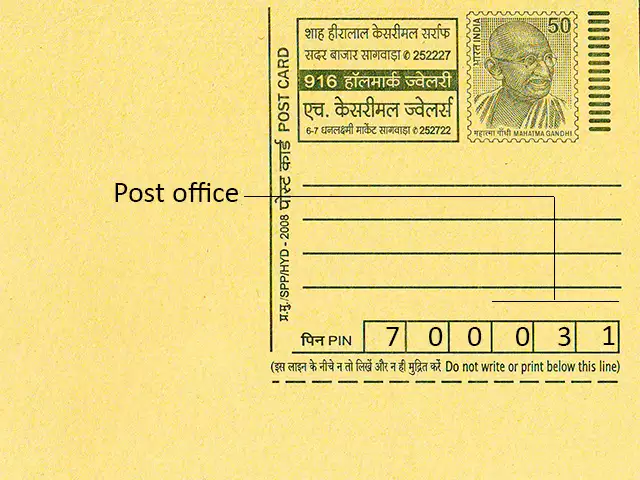 शाह हीरालाल केसरीमल सर्राफ
सदर बाजार सागवाड़ा ✆ 252227
916 हॉलमार्क ज्वेलरी
एच. केसरीमल ज्वेलर्स
6-7 धनलक्ष्मी मार्केट सागवाड़ा ✆ 252722
50
भारत INDIA
महात्मा गाँधी MAHATMA GANDHI
प्र.मु./SPP/HYD - 2008 पोस्ट कार्ड POST CARD
Post office
पिन PIN 7 0 0 0 3 1
(इस लाइन के नीचे न तो लिखें और न ही मुद्रित करें Do not write or print below this line)